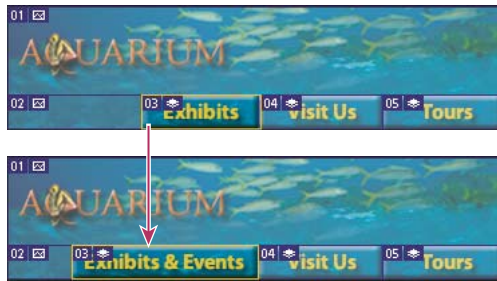 01
AQUARIUM
02 03 04 05
Exhibits Visit Us Tours
01
AQUARIUM
02 03 04 05
Exhibits & Events Visit Us Tours